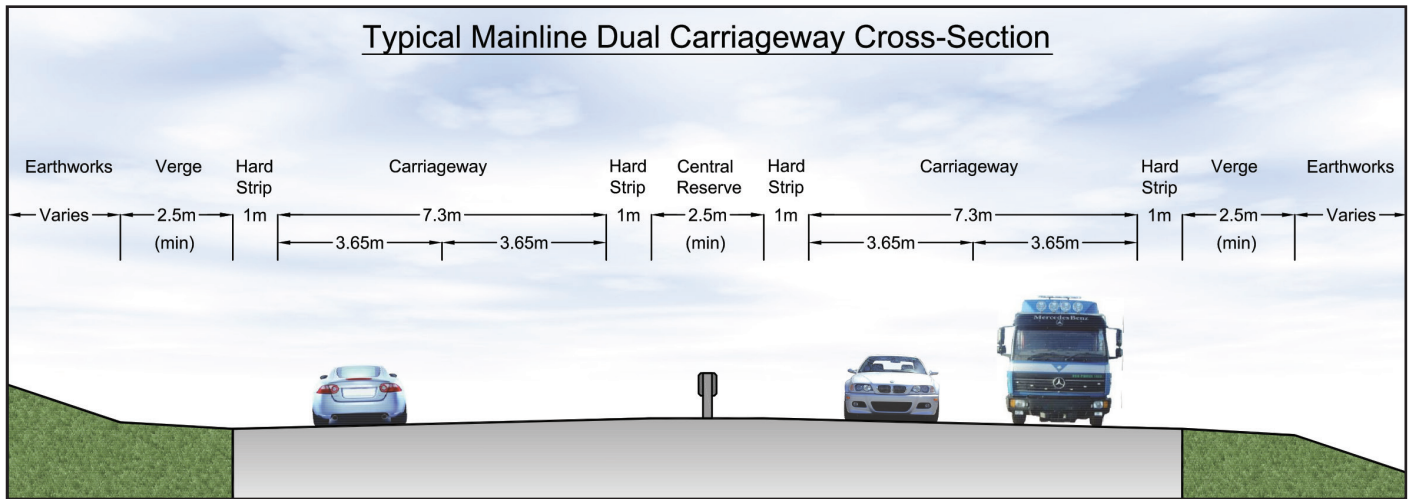 Typical Mainline Dual Carriageway Cross-Section
Earthworks Verge Hard Strip Carriageway Hard Strip Central Reserve Hard Strip Carriageway Hard Strip Verge Earthworks
Varies 2.5m 1m 7.3m 1m 2.5m 1m 7.3m 1m 2.5m Varies
(min) 3.65m 3.65m (min) 3.65m 3.65m (min)
MercedesBenz